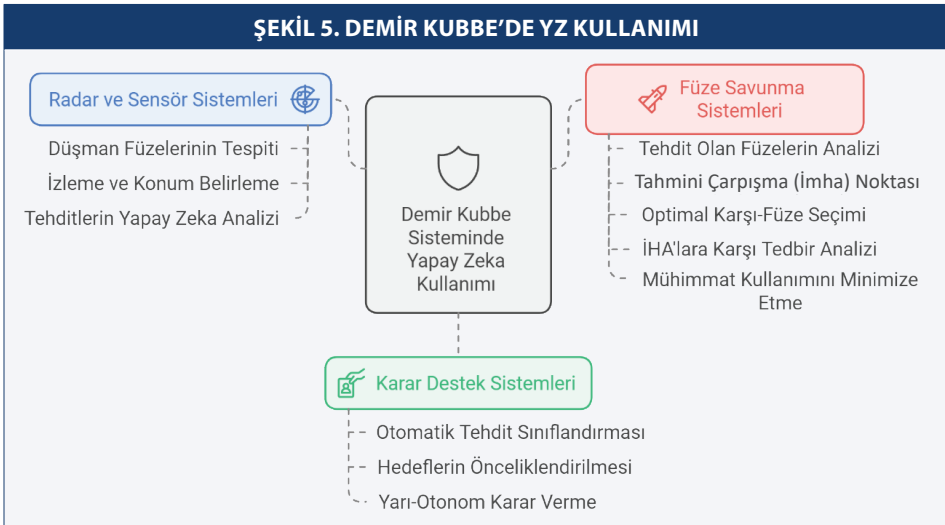 ŞEKİL 5. DEMİR KUBBE’DE YZ KULLANIMI
Radar ve Sensör Sistemleri
Düşman Füzelerinin Tespiti
İzleme ve Konum Belirleme
Tehditlerin Yapay Zeka Analizi
Demir Kubbe
Sisteminde
Yapay Zeka
Kullanımı
Füze Savunma
Sistemleri
Tehdit Olan Füzelerin Analizi
Tahmini Çarpışma (İmha) Noktası
Optimal Karşı-Füze Seçimi
İHA'lara Karşı Tedbir Analizi
Mühimmat Kullanımını Minimize
Etme
Karar Destek Sistemleri
Otomatik Tehdit Sınıflandırması
Hedeflerin Önceliklendirilmesi
Yarı-Otonom Karar Verme